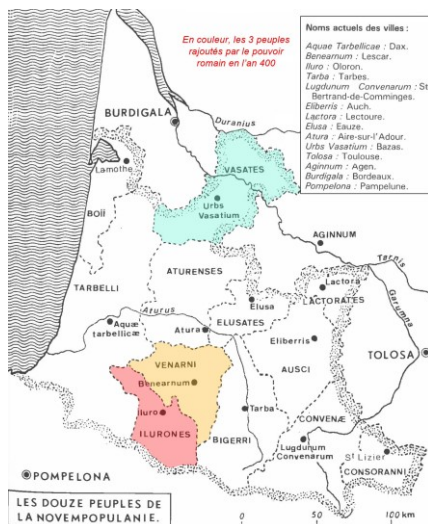 En couleur, les 3 peuples
rajoutés par le pouvoir
romain en l'an 400
Noms actuels des villes :
Aquae Tarbellicae : Dax.
Benearnum : Lescar.
Iluro : Oloron.
Tarba : Tarbes.
Lugdunum Convenarum : St
Bertrand-de-Comminges.
Eliberris : Auch.
Lactora : Lectoure.
Elusa : Eauze.
Atura : Aire-sur-l'Adour.
Urbs Vasatium : Bazas.
Tolosa : Toulouse.
Aginnum : Agen.
Burdigala : Bordeaux.
Pompelona : Pampelune.
BURDIGALA
Duranius
Lamothe
VASATES
Urbs
Vasatium
BOÏI
AGINNUM
Tarnis
ATURENSES
TARBELLI
Lactora
LACTORATES
Garumna
Elusa
Aturus
ELUSATES
Aquæ
tarbellicæ
Atura
Eliberris
TOLOSA
VENARNI
AUSCI
Benearnum
Iluro
Tarba
ILURONES
BIGERRI
CONVENÆ
Lugdunum
Convenarum
St Lizier
CONSORANNI
POMPELONA
LES DOUZE PEUPLES DE
LA NOVEMPOPULANIE.
0 50 100 km